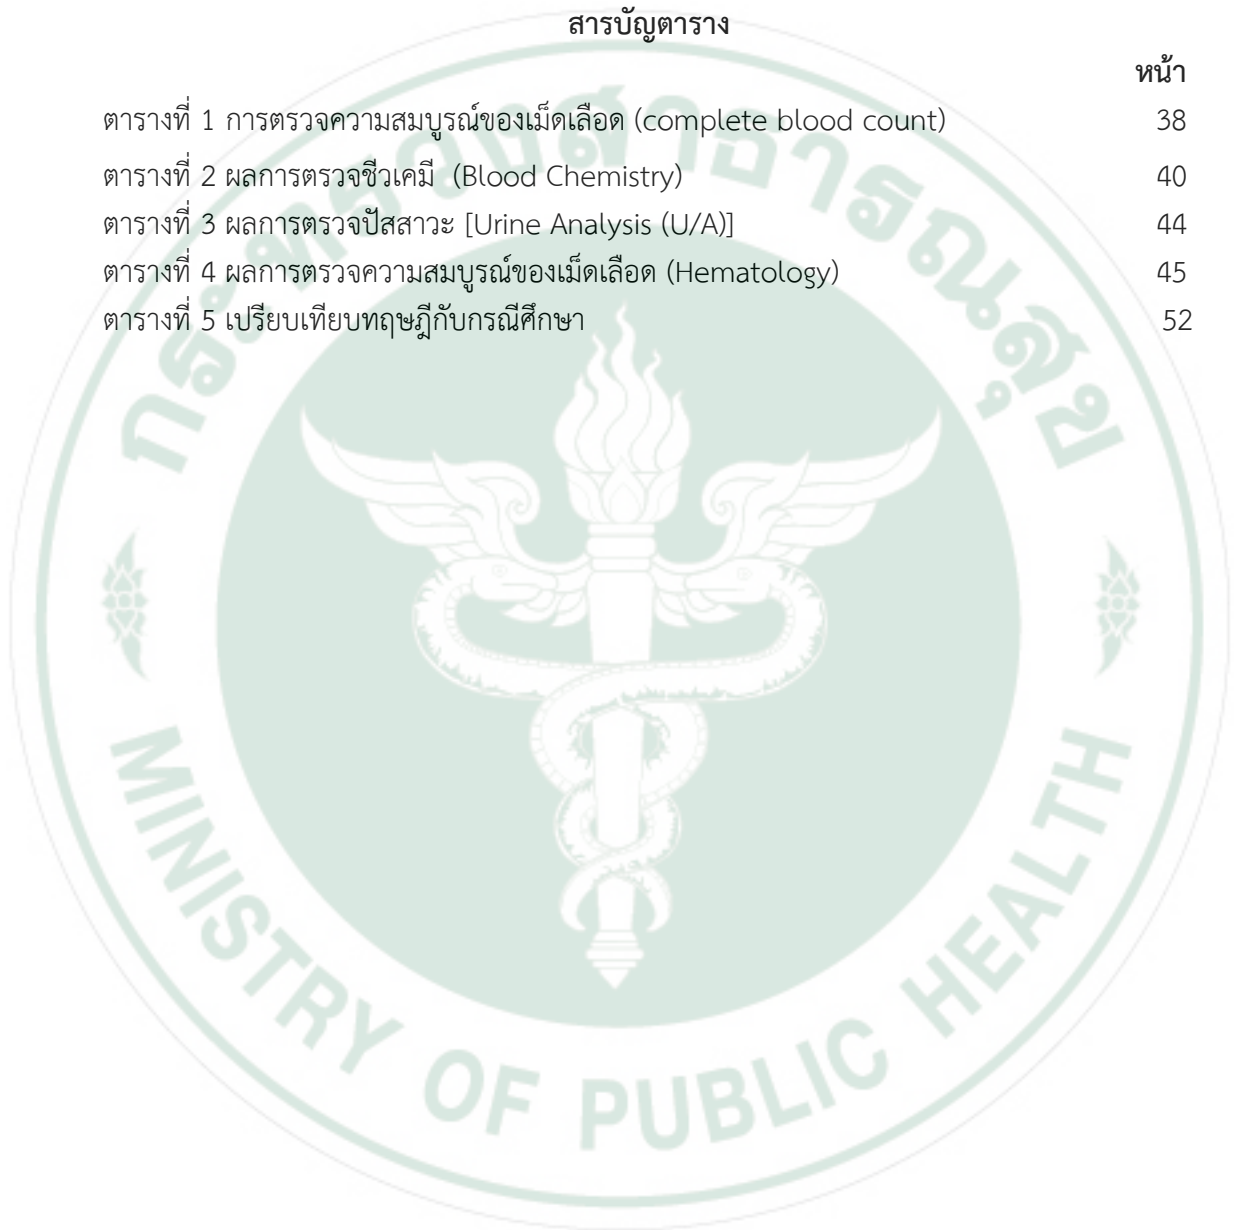 สารบัญตาราง
หน้า
ตารางที่ 1 การตรวจความสมบูรณ์ของเม็ดเลือด (complete blood count) 38
ตารางที่ 2 ผลการตรวจชีวเคมี (Blood Chemistry) 40
ตารางที่ 3 ผลการตรวจปัสสาวะ [Urine Analysis (U/A)] 44
ตารางที่ 4 ผลการตรวจความสมบูรณ์ของเม็ดเลือด (Hematology) 45
ตารางที่ 5 เปรียบเทียบทฤษฎีกับกรณีศึกษา 52
กระทรวงสาธารณสุข
MINISTRY OF PUBLIC HEALTH